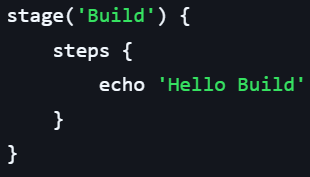 stage('Build') {
    steps {
        echo 'Hello Build'
    }
}